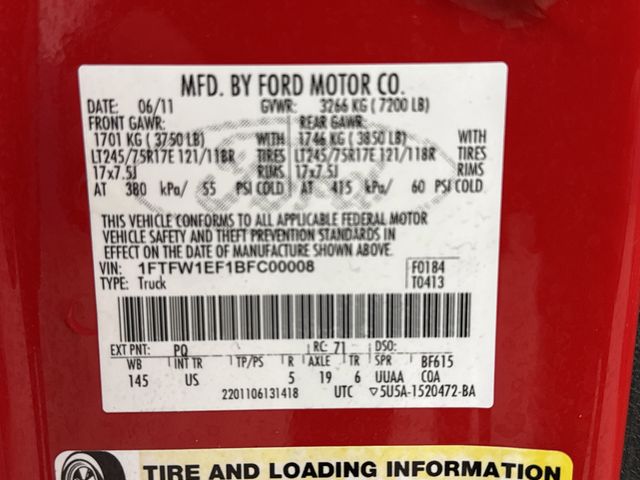 MFD. BY FORD MOTOR CO.
DATE: 06/11 GVWR: 3266 KG (7200 LB)
FRONT GAWR: REAR GAWR:
1701 KG (3750 LB) WITH 1746 KG (3850 LB) WITH
LT245/75R17E 121/118R TIRES LT245/75R17E 121/118R TIRES
17x7.5J RIMS 17x7.5J RIMS
AT 380 kPa/ 55 PSI COLD AT 415 kPa/ 60 PSI COLD
THIS VEHICLE CONFORMS TO ALL APPLICABLE FEDERAL MOTOR
VEHICLE SAFETY AND THEFT PREVENTION STANDARDS IN
EFFECT ON THE DATE OF MANUFACTURE SHOWN ABOVE.
VIN: 1FTFW1EF1BFC00008 F0184
TYPE: Truck T0413
EXT PNT: PQ RC: 71 DSO:
WB INT TR TP/PS R AXLE TR SPR BF615
145 US 5 19 6 UUAA COA
2201106131418 UTC ▽5U5A-1520472-BA
TIRE AND LOADING INFORMATION